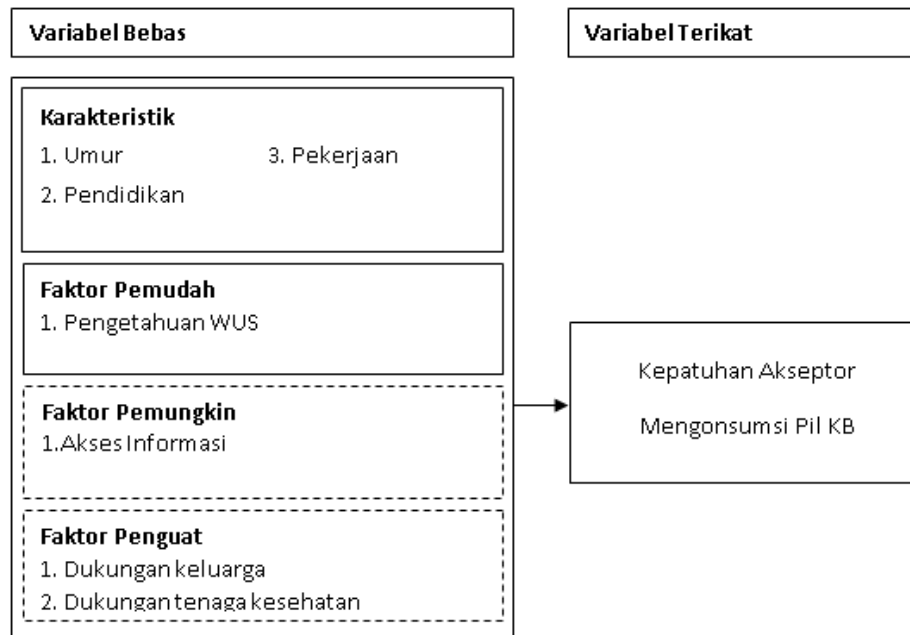 Variabel Bebas
Variabel Terikat
Karakteristik
1. Umur 3. Pekerjaan
2. Pendidikan
Faktor Pemudah
1. Pengetahuan WUS
Faktor Pemungkin
1.Akses Informasi
Faktor Penguat
1. Dukungan keluarga
2. Dukungan tenaga kesehatan
Kepatuhan Akseptor
Mengonsumsi Pil KB